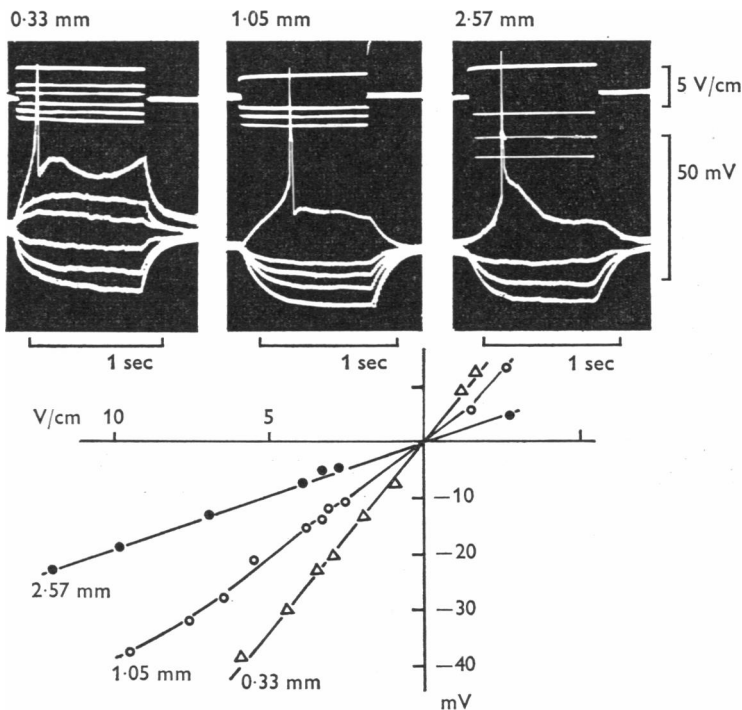 0·33 mm
1·05 mm
2·57 mm
5 V/cm
50 mV
1 sec
1 sec
1 sec
V/cm 10 5
—10
—20
—30
—40
mV
2·57 mm
1·05 mm
0·33 mm